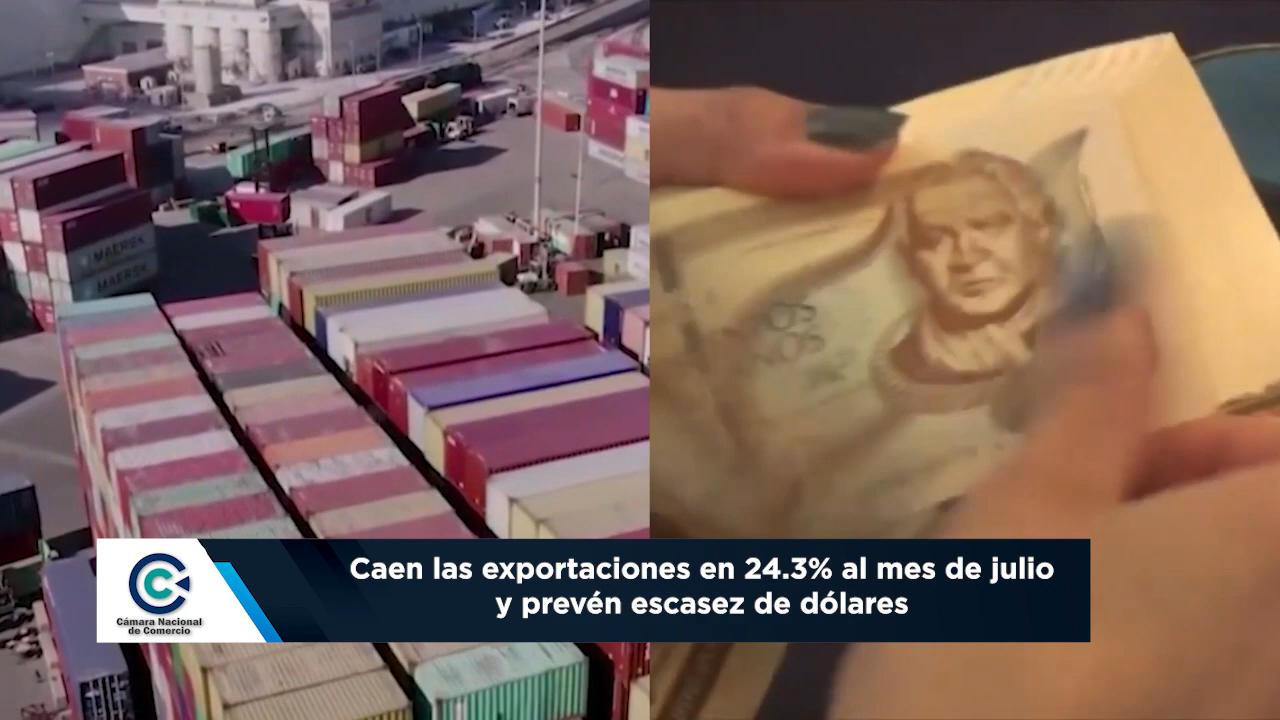 MAERSK
MAERSK
Caen las exportaciones en 24.3% al mes de julio
y prevén escasez de dólares
Cámara Nacional
de Comercio